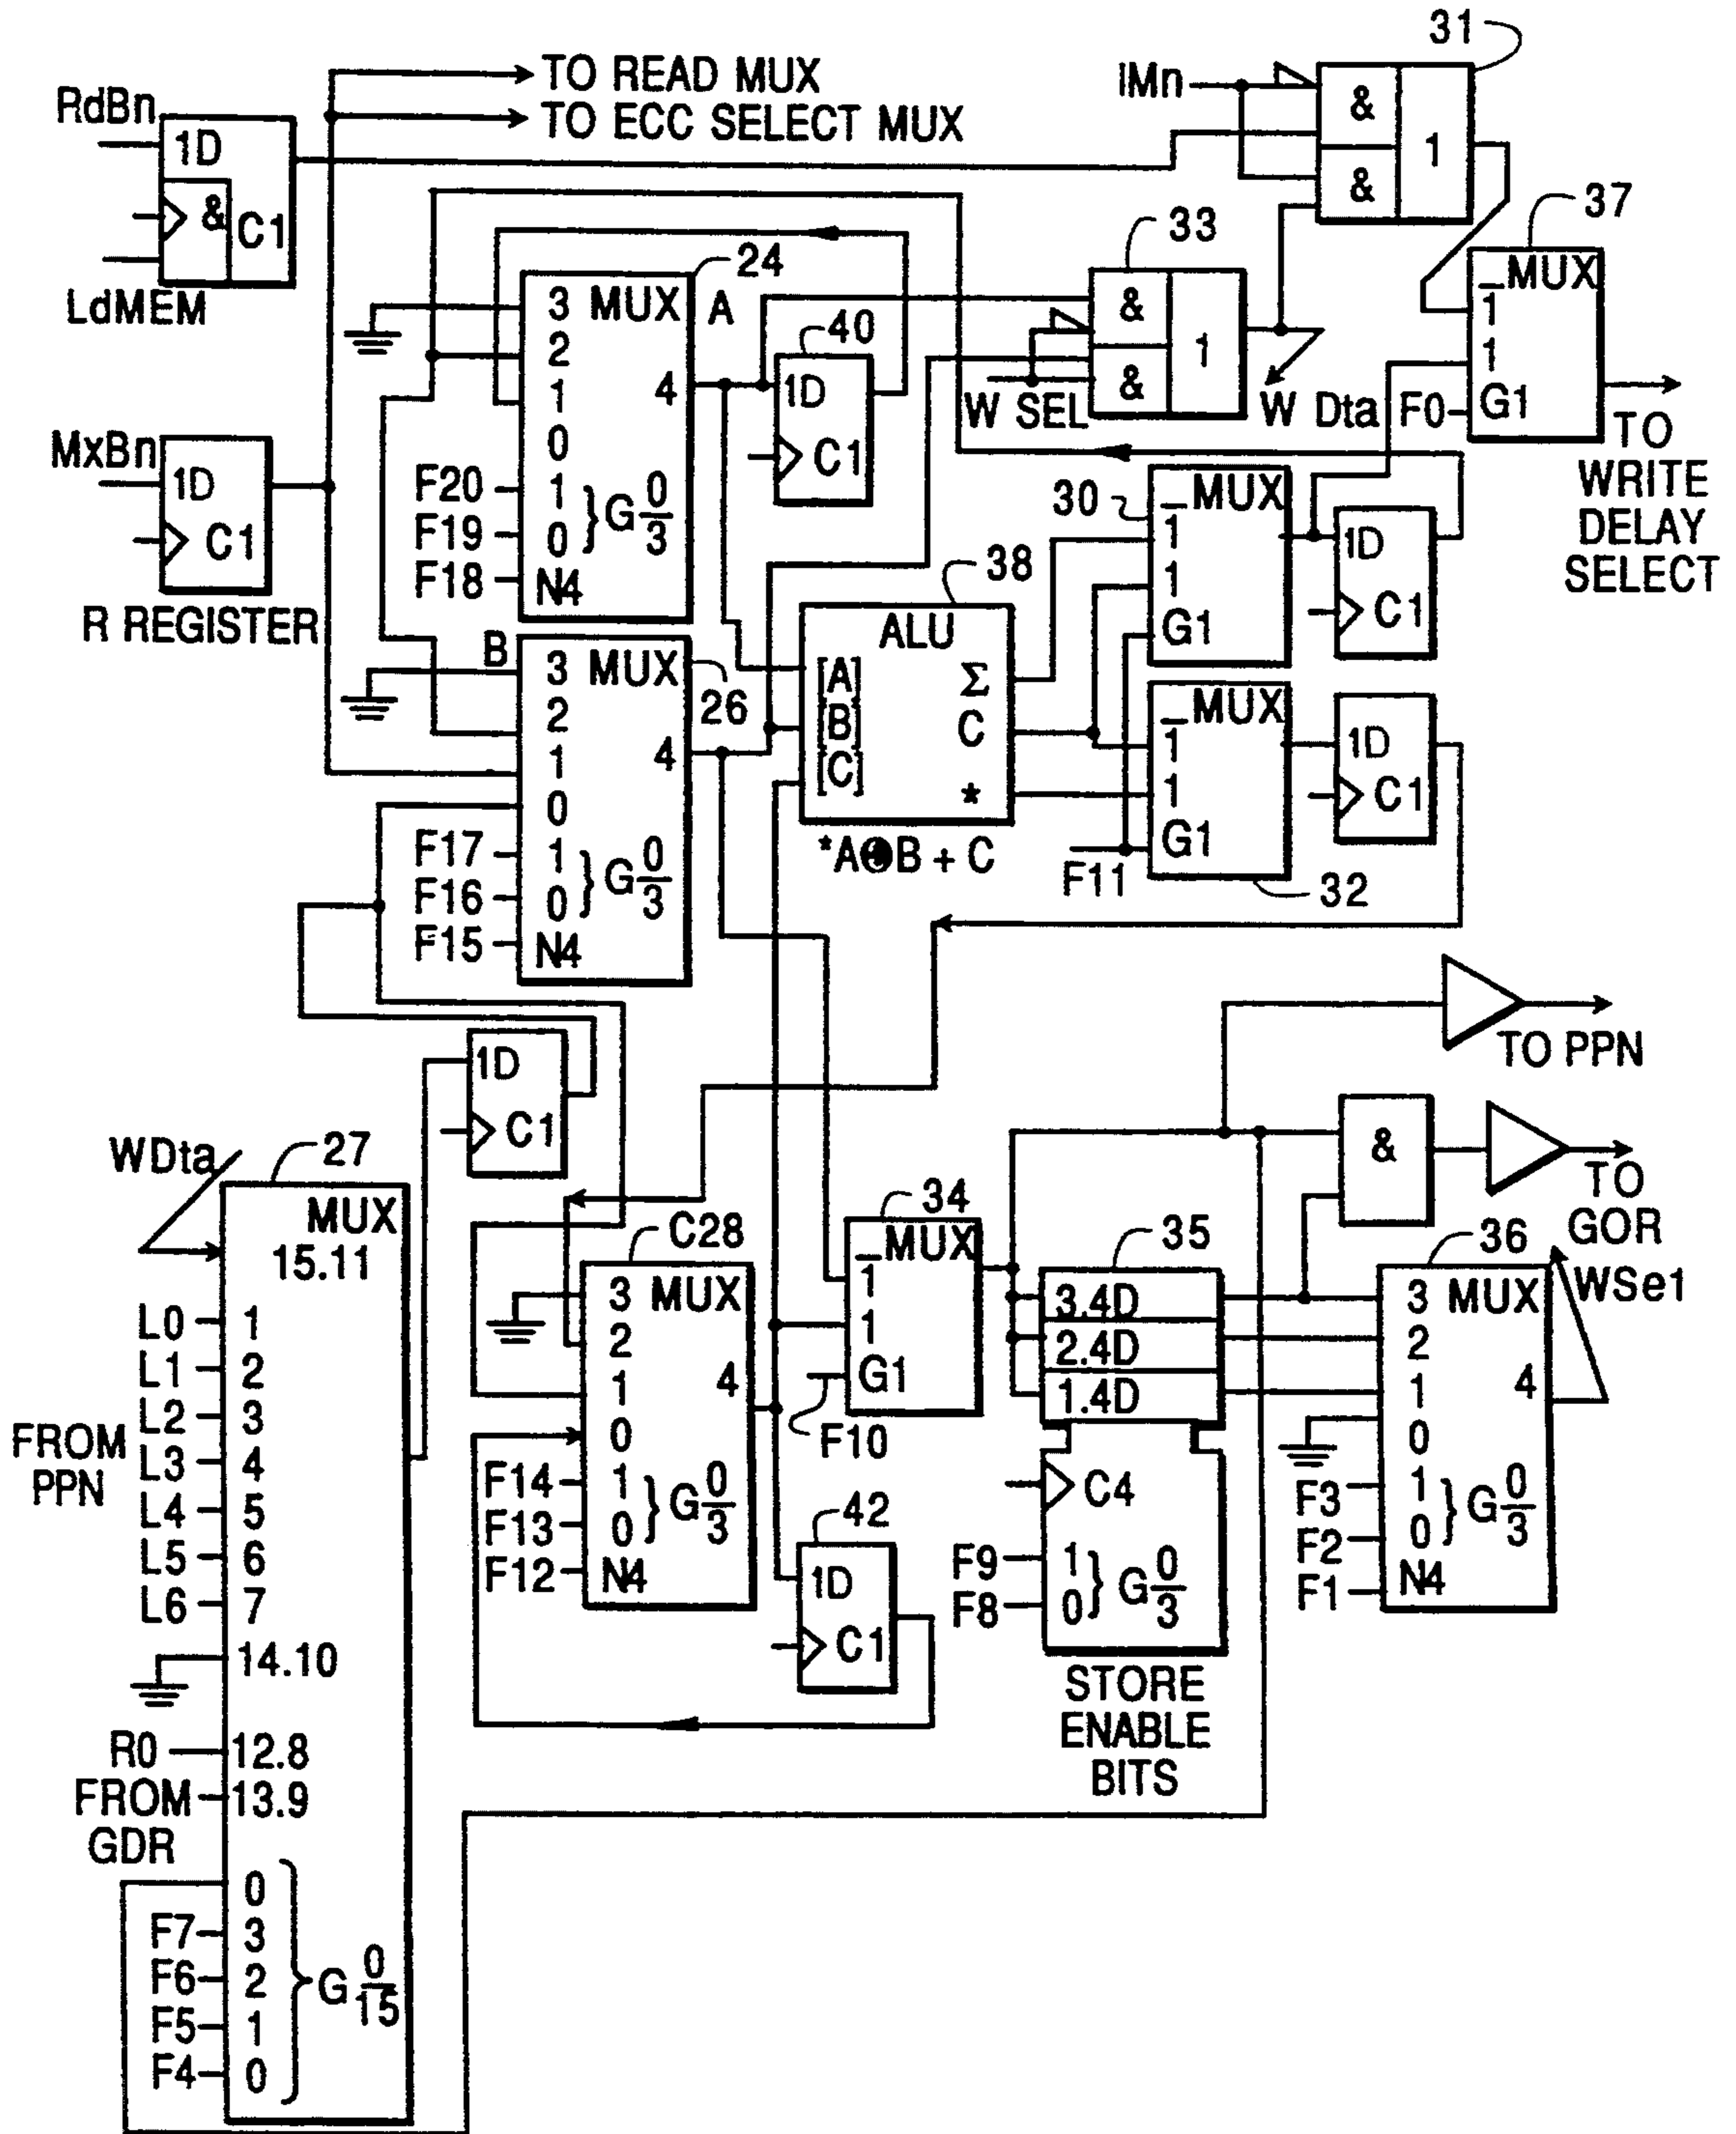 31
TO READ MUX
TO ECC SELECT MUX
IMn
&
1
&
RdBn
1D
&
C1
LdMEM
37
_MUX
1
1
F0
G1
TO
WRITE
DELAY
SELECT
33
&
1
&
W SEL
W Dta
24
3 MUX
A
2
1
4
0
F20 1
F19 0
} G 0/3
F18 N4
40
1D
C1
MxBn
1D
C1
R REGISTER
30
_MUX
1
1
G1
1D
C1
B
3 MUX
26
2
1
4
0
F17 1
F16 0
} G 0/3
F15 N4
38
ALU
[A]
[B]
[C]
Σ
C
*
_MUX
1
1
G1
F11
32
1D
C1
TO PPN
1D
C1
WDta
27
MUX
15.11
L0 1
L1 2
L2 3
L3 4
L4 5
L5 6
L6 7
FROM
PPN
14.10
R0 12.8
FROM 13.9
GDR
0
F7 3
F6 2
F5 1
F4 0
} G 0/15
C28
3 MUX
2
1
4
0
F14 1
F13 0
} G 0/3
F12 N4
42
1D
C1
34
_MUX
1
1
G1
F10
35
3.4D
2.4D
1.4D
C4
F9 1
F8 0
} G 0/3
STORE
ENABLE
BITS
&
TO
GOR
36
WSe1
3 MUX
2
1
4
0
F3 1
F2 0
} G 0/3
F1 N4